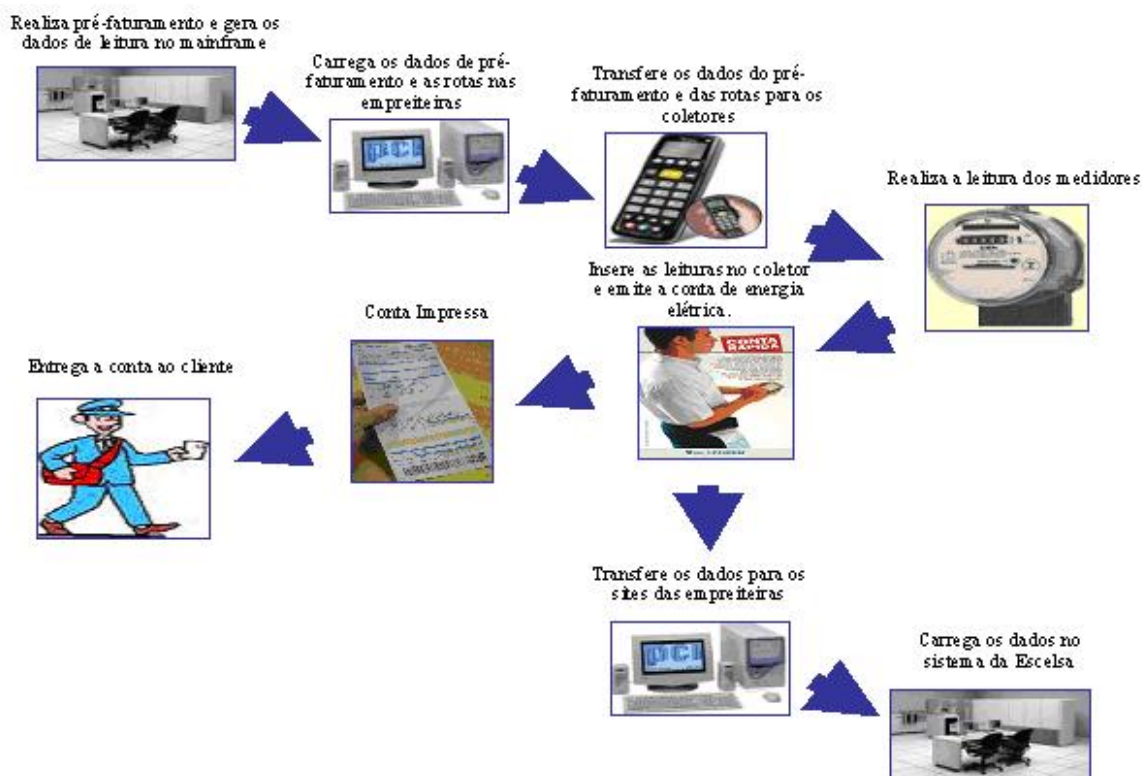 Realiza pré-faturamento e gera os
dados de leitura no mainframe
Carrega os dados de pré-
faturamento e as rotas nas
empreiteiras
Transfere os dados do pré-
faturamento e das rotas para os
coletores
Realiza a leitura dos medidores
Insere as leituras no coletor
e emite a conta de energia
elétrica.
CONTA
RÁPIDA
Conta Impressa
Entrega a conta ao cliente
Transfere os dados para os
sites das empreiteiras
Carrega os dados no
sistema da Escelsa